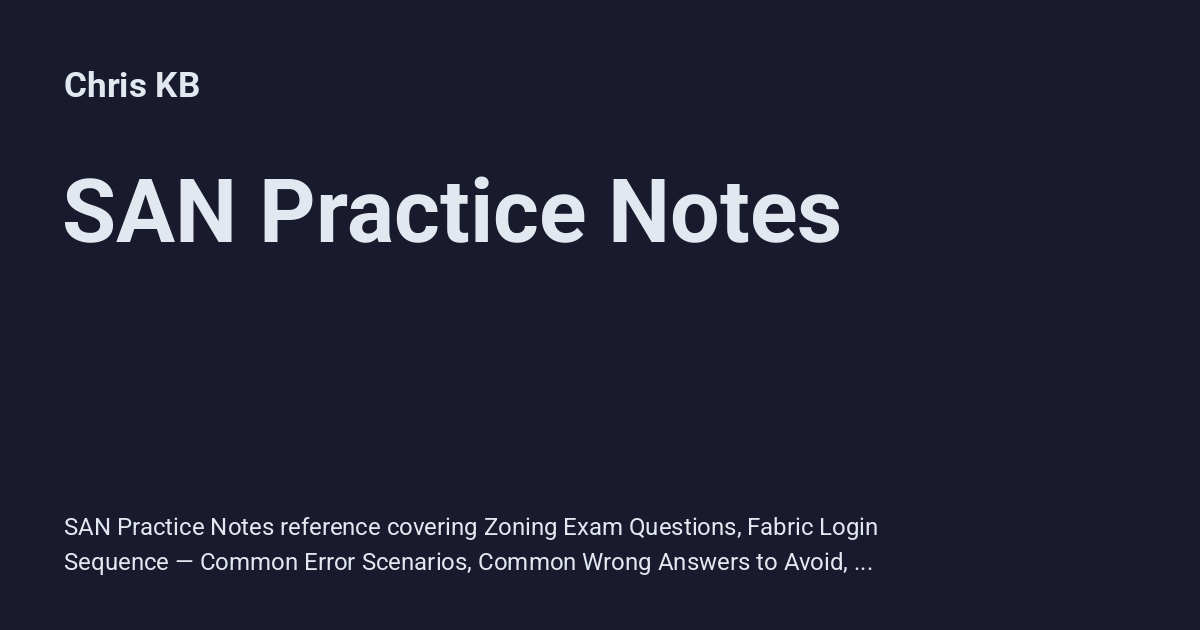 Chris KB
SAN Practice Notes
SAN Practice Notes reference covering Zoning Exam Questions, Fabric Login
Sequence — Common Error Scenarios, Common Wrong Answers to Avoid, ...